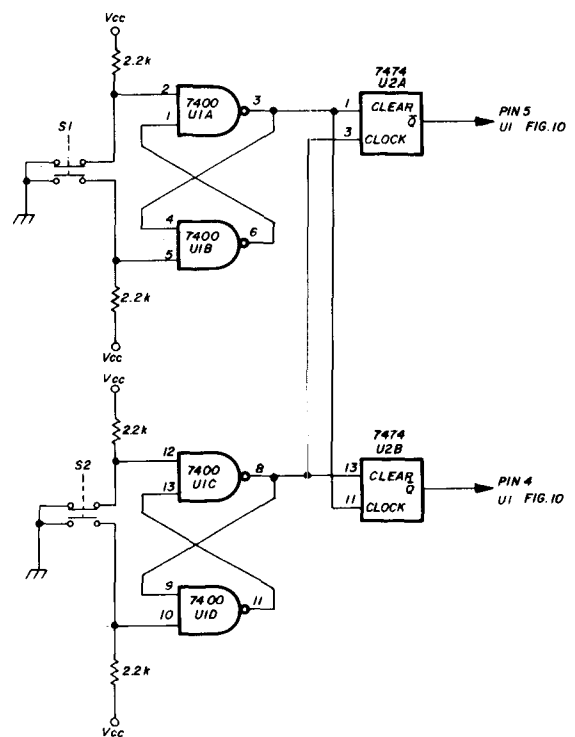 Vcc
2.2k
2
1
7400
U1A
3
S1
4
5
7400
U1B
6
2.2k
Vcc
7474
U2A
1
CLEAR
3
CLOCK
Q̅
PIN 5
U1 FIG.10
Vcc
2.2k
12
13
7400
U1C
8
S2
9
10
7400
U1D
11
2.2k
Vcc
7474
U2B
13
CLEAR
11
CLOCK
Q̅
PIN 4
U1 FIG.10